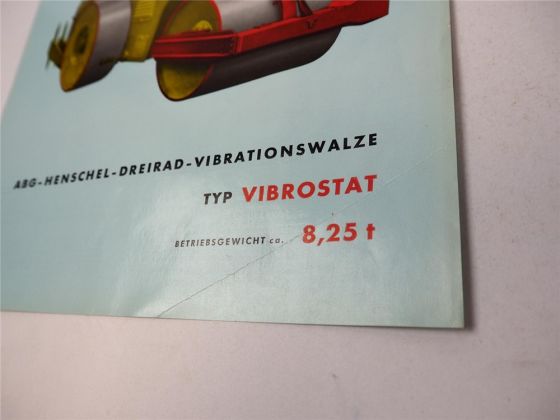 ABG-HENSCHEL-DREIRAD-VIBRATIONSWALZE
TYP VIBROSTAT
BETRIEBSGEWICHT ca. 8,25 t